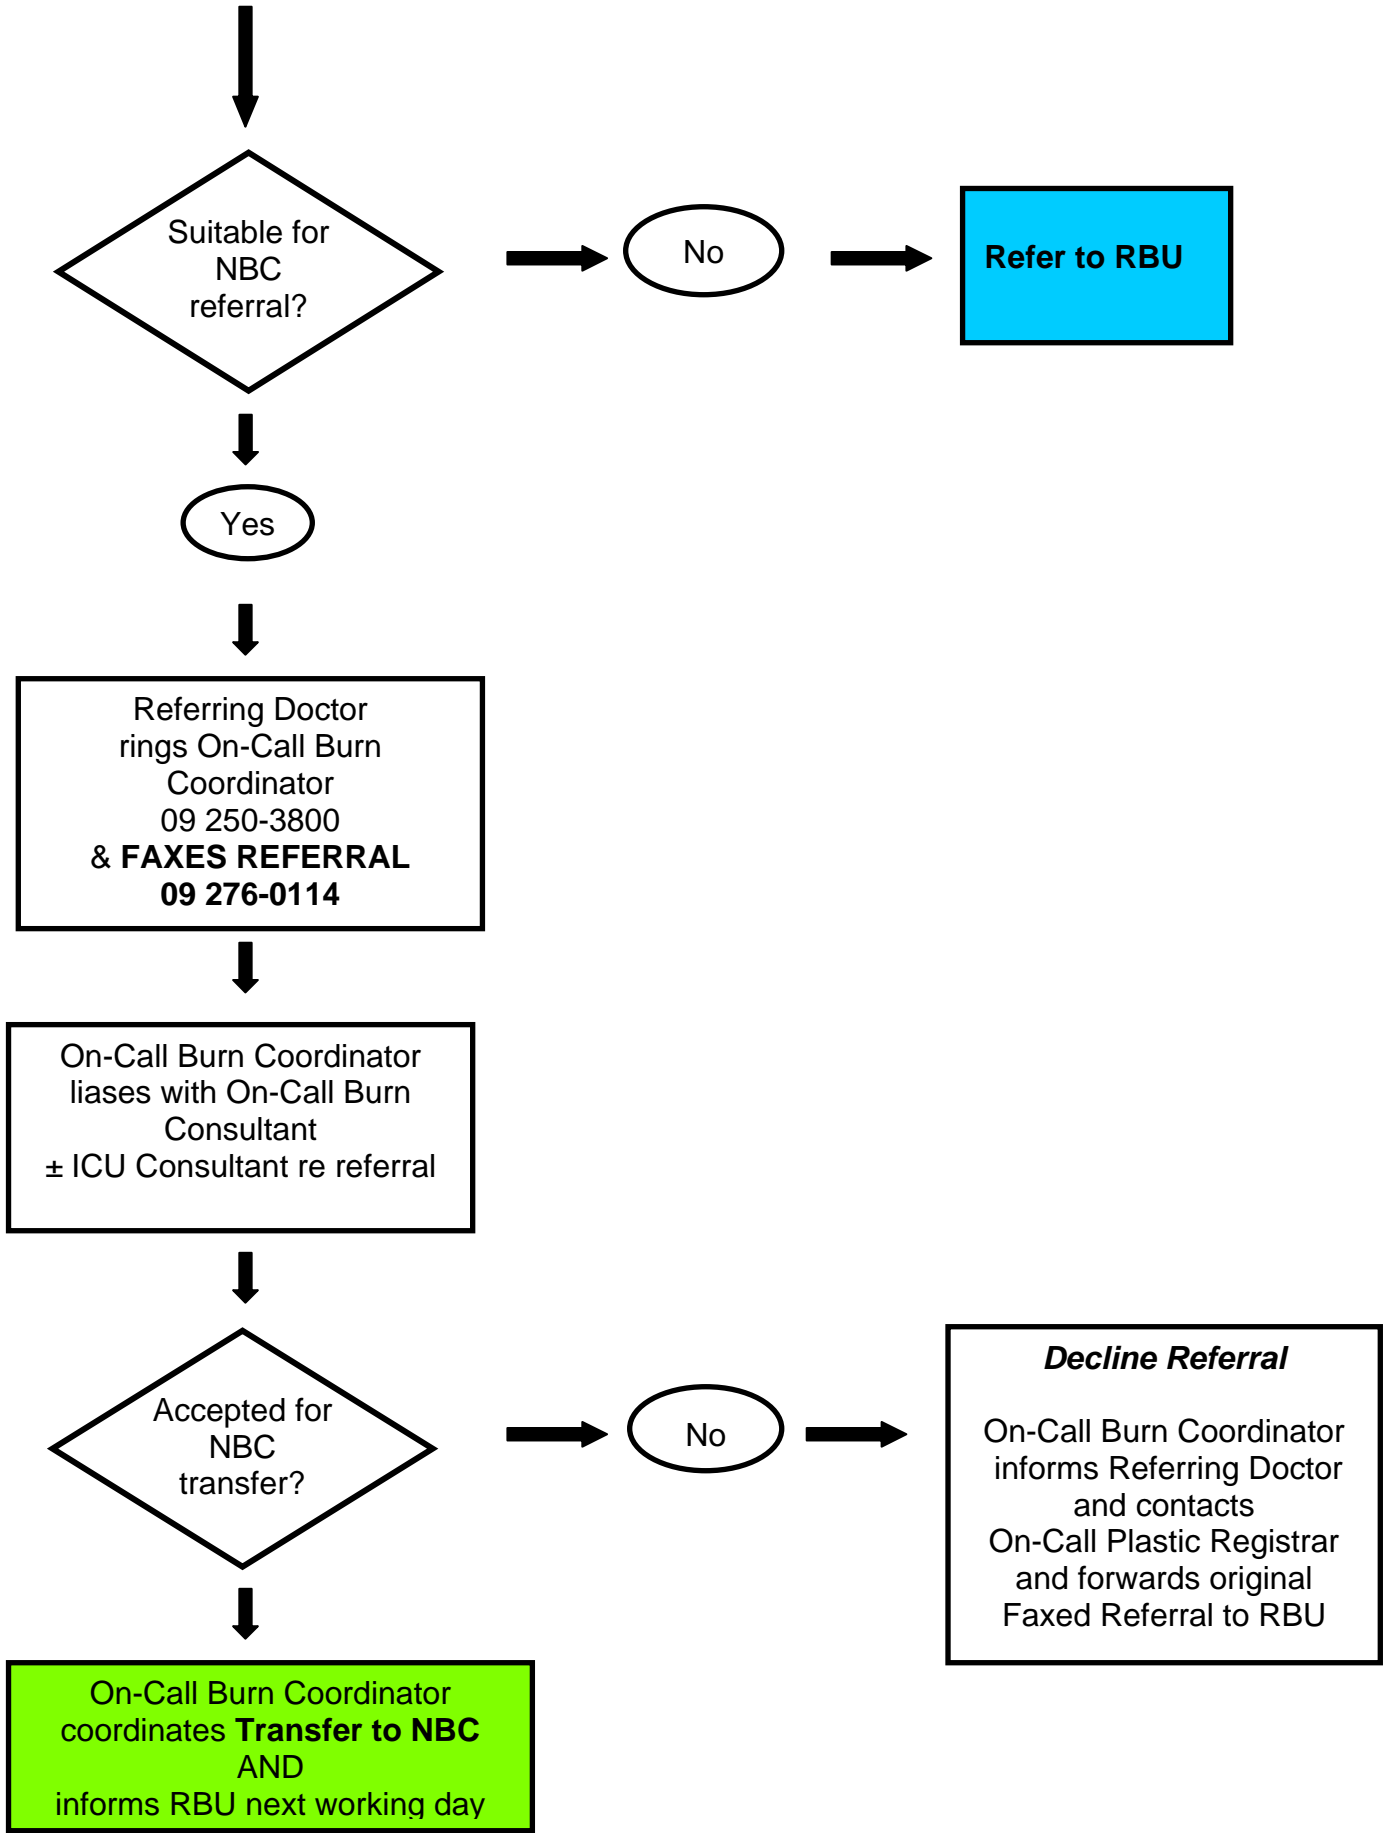 Suitable for
NBC
referral?
No
Refer to RBU
Yes
Referring Doctor
rings On-Call Burn
Coordinator
09 250-3800
& FAXES REFERRAL
09 276-0114
On-Call Burn Coordinator
liases with On-Call Burn
Consultant
± ICU Consultant re referral
Accepted for
NBC
transfer?
No
Decline Referral
On-Call Burn Coordinator
informs Referring Doctor
and contacts
On-Call Plastic Registrar
and forwards original
Faxed Referral to RBU
On-Call Burn Coordinator
coordinates Transfer to NBC
AND
informs RBU next working day